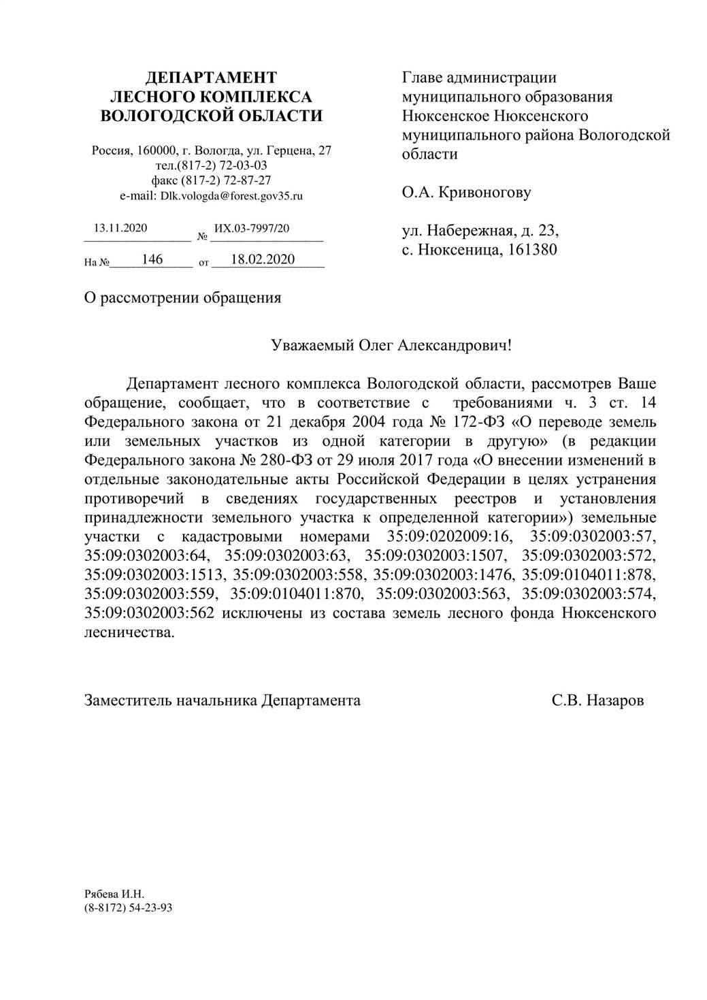 ДЕПАРТАМЕНТ
ЛЕСНОГО КОМПЛЕКСА
ВОЛОГОДСКОЙ ОБЛАСТИ
Россия, 160000, г. Вологда, ул. Герцена, 27
тел.(817-2) 72-03-03
факс (817-2) 72-87-27
e-mail: Dlk.vologda@forest.gov35.ru
13.11.2020 № ИХ.03-7997/20
На № 146 от 18.02.2020
Главе администрации
муниципального образования
Нюксенское Нюксенского
муниципального района Вологодской
области
О.А. Кривоногову
ул. Набережная, д. 23,
с. Нюксеница, 161380
О рассмотрении обращения
Уважаемый Олег Александрович!
Департамент лесного комплекса Вологодской области, рассмотрев Ваше
обращение, сообщает, что в соответствие с требованиями ч. 3 ст. 14
Федерального закона от 21 декабря 2004 года № 172-ФЗ «О переводе земель
или земельных участков из одной категории в другую» (в редакции
Федерального закона № 280-ФЗ от 29 июля 2017 года «О внесении изменений в
отдельные законодательные акты Российской Федерации в целях устранения
противоречий в сведениях государственных реестров и установления
принадлежности земельного участка к определенной категории») земельные
участки с кадастровыми номерами 35:09:0202009:16, 35:09:0302003:57,
35:09:0302003:64, 35:09:0302003:63, 35:09:0302003:1507, 35:09:0302003:572,
35:09:0302003:1513, 35:09:0302003:558, 35:09:0302003:1476, 35:09:0104011:878,
35:09:0302003:559, 35:09:0104011:870, 35:09:0302003:563, 35:09:0302003:574,
35:09:0302003:562 исключены из состава земель лесного фонда Нюксенского
лесничества.
Заместитель начальника Департамента С.В. Назаров
Рябева И.Н.
(8-8172) 54-23-93